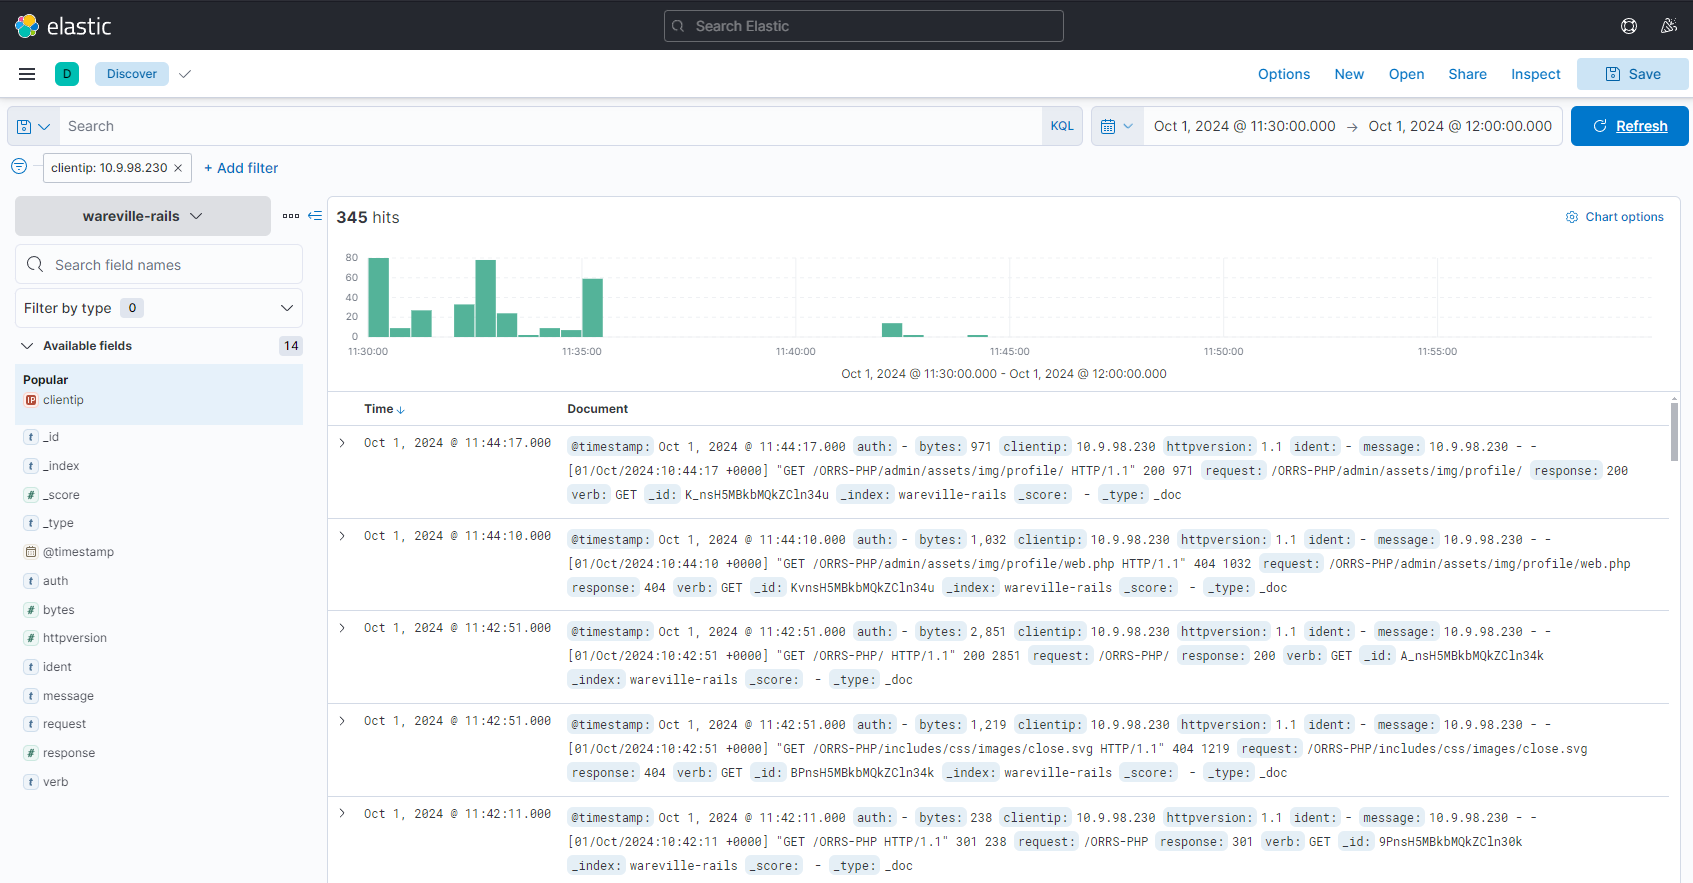 elastic
Search Elastic
D
Discover
Options
New
Open
Share
Inspect
Save
Search
KQL
Oct 1, 2024 @ 11:30:00.000 → Oct 1, 2024 @ 12:00:00.000
Refresh
clientip: 10.9.98.230 ×
+ Add filter
wareville-rails
Search field names
Filter by type 0
Available fields 14
Popular
IP clientip
t _id
t _index
# _score
t _type
@timestamp
t auth
# bytes
# httpversion
t ident
t message
t request
# response
t verb
345 hits
Chart options
80
60
40
20
0
11:30:00
11:35:00
11:40:00
11:45:00
11:50:00
11:55:00
Oct 1, 2024 @ 11:30:00.000 - Oct 1, 2024 @ 12:00:00.000
Time ↓ Document
Oct 1, 2024 @ 11:44:17.000
@timestamp: Oct 1, 2024 @ 11:44:17.000 auth: - bytes: 971 clientip: 10.9.98.230 httpversion: 1.1 ident: - message: 10.9.98.230 - -
[01/Oct/2024:10:44:17 +0000] "GET /ORRS-PHP/admin/assets/img/profile/ HTTP/1.1" 200 971 request: /ORRS-PHP/admin/assets/img/profile/ response: 200
verb: GET _id: K_nsH5MBkbMQkZCln34u _index: wareville-rails _score: - _type: _doc
Oct 1, 2024 @ 11:44:10.000
@timestamp: Oct 1, 2024 @ 11:44:10.000 auth: - bytes: 1,032 clientip: 10.9.98.230 httpversion: 1.1 ident: - message: 10.9.98.230 - -
[01/Oct/2024:10:44:10 +0000] "GET /ORRS-PHP/admin/assets/img/profile/web.php HTTP/1.1" 404 1032 request: /ORRS-PHP/admin/assets/img/profile/web.php
response: 404 verb: GET _id: KvnsH5MBkbMQkZCln34u _index: wareville-rails _score: - _type: _doc
Oct 1, 2024 @ 11:42:51.000
@timestamp: Oct 1, 2024 @ 11:42:51.000 auth: - bytes: 2,851 clientip: 10.9.98.230 httpversion: 1.1 ident: - message: 10.9.98.230 - -
[01/Oct/2024:10:42:51 +0000] "GET /ORRS-PHP/ HTTP/1.1" 200 2851 request: /ORRS-PHP/ response: 200 verb: GET _id: A_nsH5MBkbMQkZCln34k
_index: wareville-rails _score: - _type: _doc
Oct 1, 2024 @ 11:42:51.000
@timestamp: Oct 1, 2024 @ 11:42:51.000 auth: - bytes: 1,219 clientip: 10.9.98.230 httpversion: 1.1 ident: - message: 10.9.98.230 - -
[01/Oct/2024:10:42:51 +0000] "GET /ORRS-PHP/includes/css/images/close.svg HTTP/1.1" 404 1219 request: /ORRS-PHP/includes/css/images/close.svg
response: 404 verb: GET _id: BPnsH5MBkbMQkZCln34k _index: wareville-rails _score: - _type: _doc
Oct 1, 2024 @ 11:42:11.000
@timestamp: Oct 1, 2024 @ 11:42:11.000 auth: - bytes: 238 clientip: 10.9.98.230 httpversion: 1.1 ident: - message: 10.9.98.230 - -
[01/Oct/2024:10:42:11 +0000] "GET /ORRS-PHP HTTP/1.1" 301 238 request: /ORRS-PHP response: 301 verb: GET _id: 9PnsH5MBkbMQkZCln30k
_index: wareville-rails _score: - _type: _doc